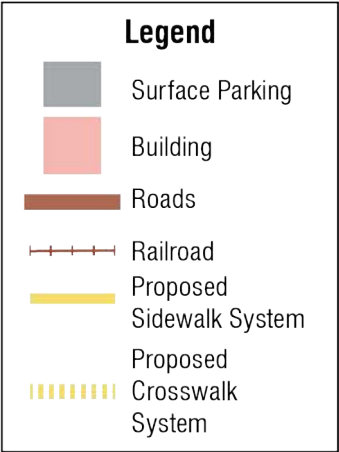 Legend
Surface Parking
Building
Roads
Railroad
Proposed
Sidewalk System
Proposed
Crosswalk
System